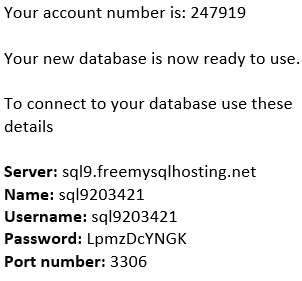 Your account number is: 247919
Your new database is now ready to use.
To connect to your database use these
details
Server: sql9.freemysqlhosting.net
Name: sql9203421
Username: sql9203421
Password: LpmzDcYNGK
Port number: 3306